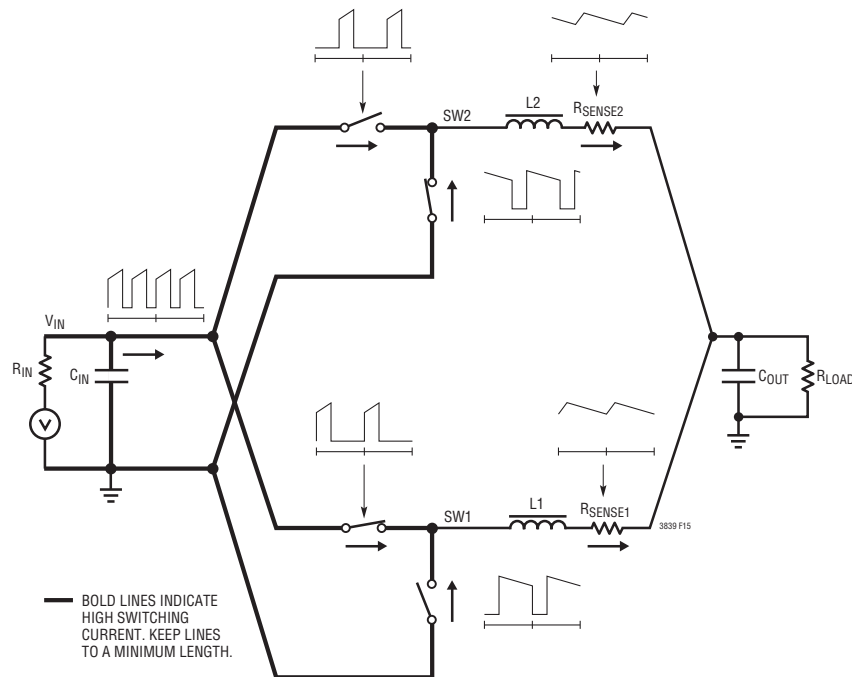 SW2
L2
RSENSE2
VIN
RIN
CIN
V
COUT
RLOAD
SW1
L1
RSENSE1
3839 F15
BOLD LINES INDICATE
HIGH SWITCHING
CURRENT. KEEP LINES
TO A MINIMUM LENGTH.